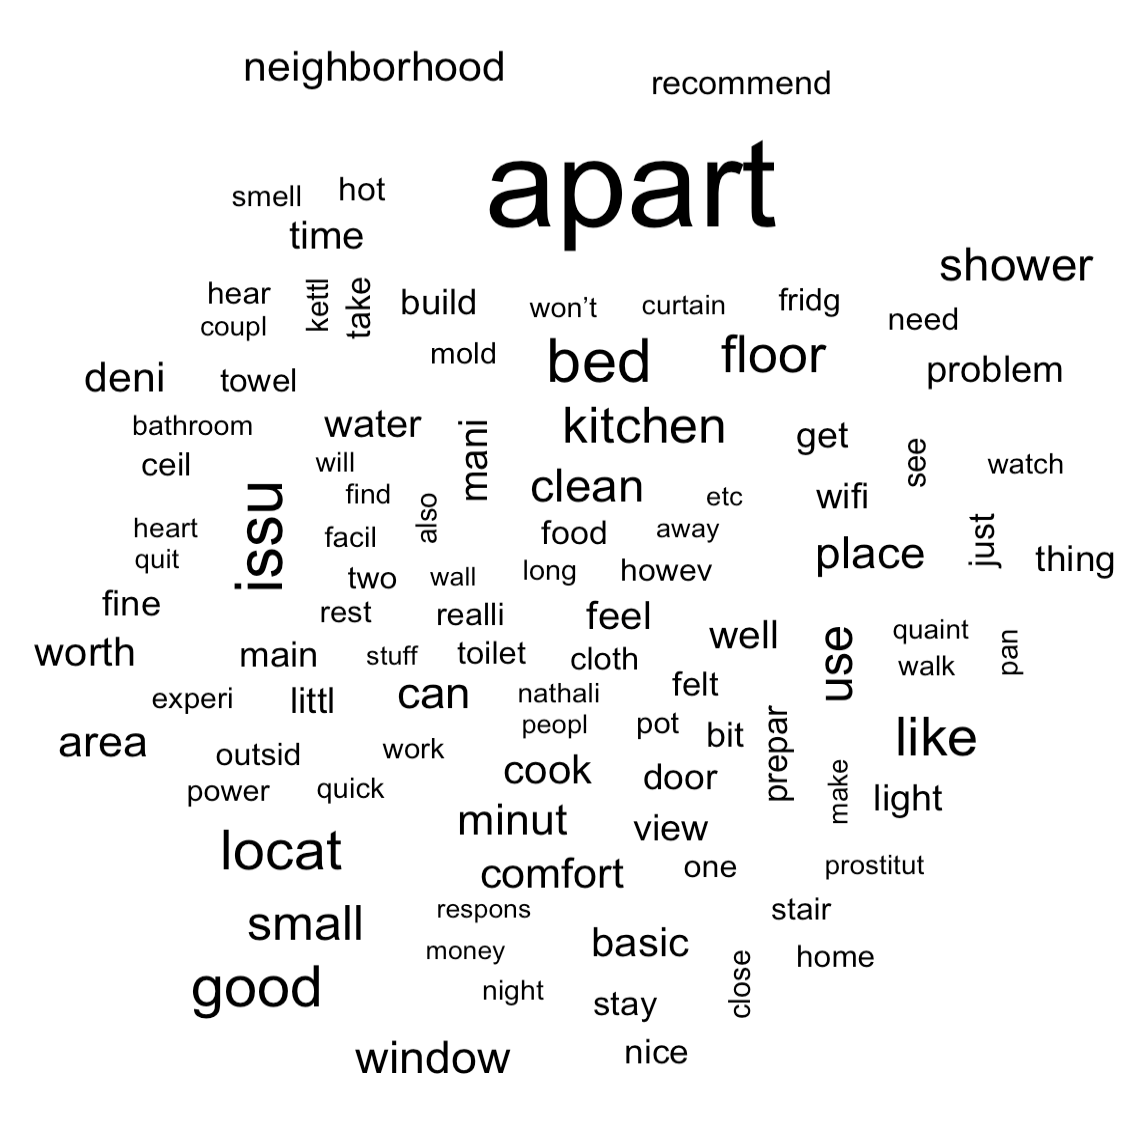 neighborhood
recommend
apart
smell
hot
time
shower
hear
kettl
take
build
won’t
curtain
fridg
need
coupl
mold
bed
floor
problem
deni
towel
bathroom
water
mani
kitchen
get
see
watch
ceil
will
find
also
clean
etc
wifi
issu
heart
quit
facil
food
away
place
just
thing
two
wall
long
howev
fine
rest
realli
feel
well
use
quaint
pan
worth
main
stuff
toilet
cloth
walk
experi
littl
can
nathali
felt
peopl
pot
bit
prepar
like
area
outsid
work
cook
door
make
light
power
quick
minut
view
locat
comfort
one
prostitut
small
respons
stair
basic
money
close
home
good
night
stay
window
nice